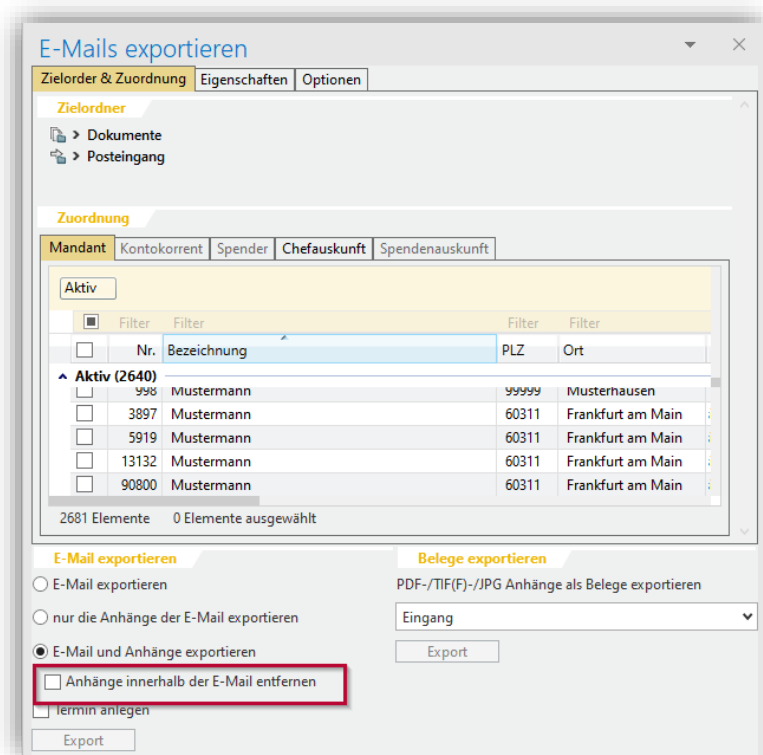 E-Mails exportieren
Zielorder & Zuordnung Eigenschaften Optionen
Zielordner
Dokumente
Posteingang
Zuordnung
Mandant Kontokorrent Spender Chefauskunft Spendenauskunft
Aktiv
Filter Filter Filter Filter
Nr. Bezeichnung PLZ Ort
Aktiv (2640)
998 Mustermann 99999 Musterhausen
3897 Mustermann 60311 Frankfurt am Main
5919 Mustermann 60311 Frankfurt am Main
13132 Mustermann 60311 Frankfurt am Main
90800 Mustermann 60311 Frankfurt am Main
2681 Elemente 0 Elemente ausgewählt
E-Mail exportieren Belege exportieren
E-Mail exportieren PDF-/TIF(F)-/JPG Anhänge als Belege exportieren
nur die Anhänge der E-Mail exportieren Eingang
E-Mail und Anhänge exportieren Export
Anhänge innerhalb der E-Mail entfernen
Termin anlegen
Export